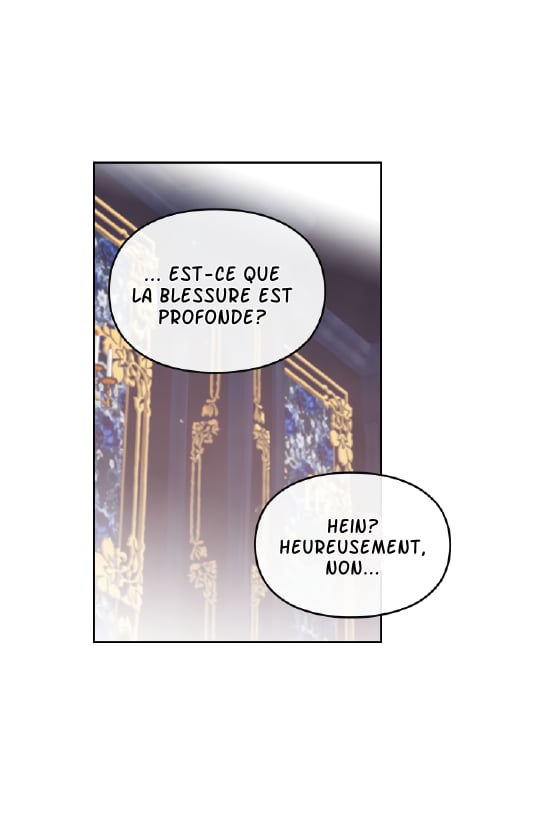 ... EST-CE QUE
LA BLESSURE EST
PROFONDE?
HEIN?
HEUREUSEMENT,
NON...